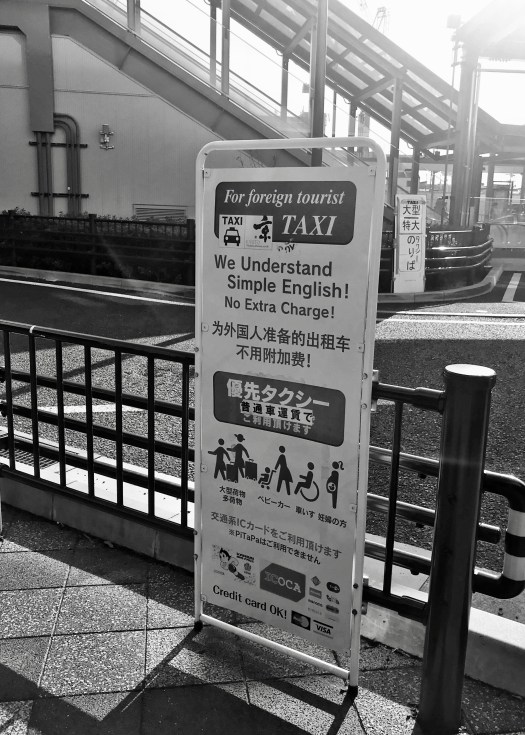 For foreign tourist
TAXI
京
TAXI
We Understand
Simple English!
No Extra Charge!
为外国人准备的出租车
不用附加费!
優先タクシー
普通車運賃で
ご利用頂けます
大型荷物
多荷物
ベビーカー
車いす
妊婦の方
交通系ICカードをご利用頂けます
※PiTaPaはご利用できません
ICOCA
Credit card OK!
VISA
大型
特大
のりば